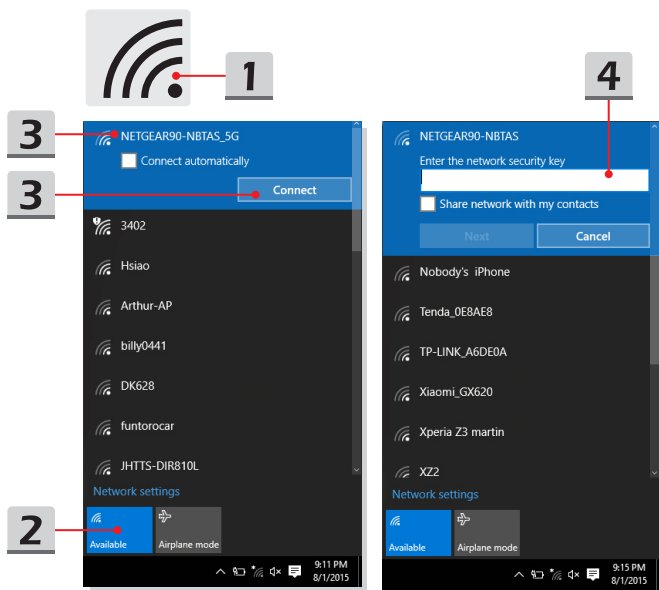 1
3
NETGEAR90-NBTAS_5G
Connect automatically
3
Connect
3402
Hsiao
Arthur-AP
billy0441
DK628
funtorocar
JHTTS-DIR810L
Network settings
2
Available
Airplane mode
9:11 PM
8/1/2015
4
NETGEAR90-NBTAS
Enter the network security key
Share network with my contacts
Next
Cancel
Nobody's iPhone
Tenda_0E8AE8
TP-LINK_A6DE0A
Xiaomi_GX620
Xperia Z3 martin
XZ2
Network settings
Available
Airplane mode
9:15 PM
8/1/2015